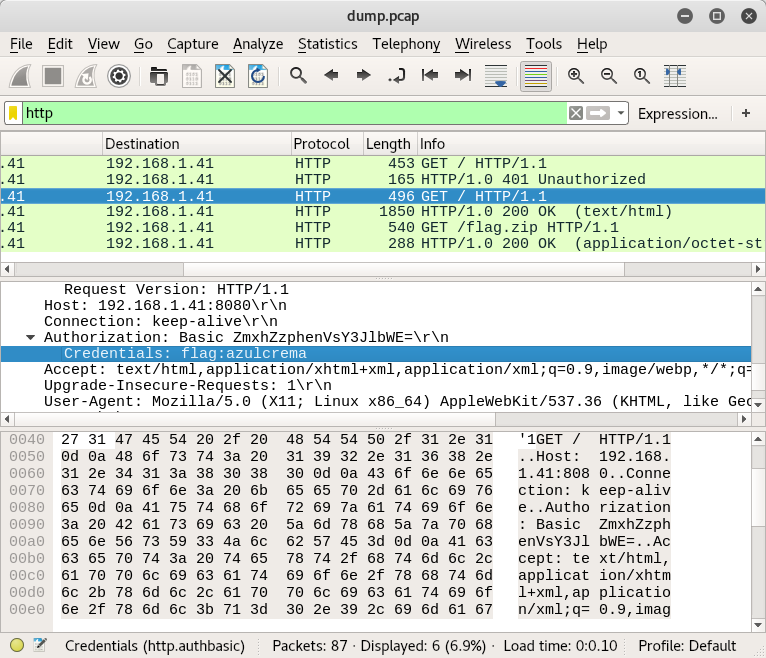 dump.pcap
File Edit View Go Capture Analyze Statistics Telephony Wireless Tools Help
http Expression... +
Destination Protocol Length Info
.41 192.168.1.41 HTTP 453 GET / HTTP/1.1
.41 192.168.1.41 HTTP 165 HTTP/1.0 401 Unauthorized
.41 192.168.1.41 HTTP 496 GET / HTTP/1.1
.41 192.168.1.41 HTTP 1850 HTTP/1.0 200 OK (text/html)
.41 192.168.1.41 HTTP 540 GET /flag.zip HTTP/1.1
.41 192.168.1.41 HTTP 288 HTTP/1.0 200 OK (application/octet-st
Request Version: HTTP/1.1
Host: 192.168.1.41:8080\r\n
Connection: keep-alive\r\n
Authorization: Basic ZmxhZzphenVsY3JlbWE=\r\n
Credentials: flag:azulcrema
Accept: text/html,application/xhtml+xml,application/xml;q=0.9,image/webp,*/*;q=
Upgrade-Insecure-Requests: 1\r\n
User-Agent: Mozilla/5.0 (X11; Linux x86_64) AppleWebKit/537.36 (KHTML, like Gec
0040 27 31 47 45 54 20 2f 20 48 54 54 50 2f 31 2e 31 '1GET / HTTP/1.1
0050 0d 0a 48 6f 73 74 3a 20 31 39 32 2e 31 36 38 2e ..Host: 192.168.
0060 31 2e 34 31 3a 38 30 38 30 0d 0a 43 6f 6e 6e 65 1.41:808 0..Conne
0070 63 74 69 6f 6e 3a 20 6b 65 65 70 2d 61 6c 69 76 ction: k eep-aliv
0080 65 0d 0a 41 75 74 68 6f 72 69 7a 61 74 69 6f 6e e..Autho rization
0090 3a 20 42 61 73 69 63 20 5a 6d 78 68 5a 7a 70 68 : Basic ZmxhZzph
00a0 65 6e 56 73 59 33 4a 6c 62 57 45 3d 0d 0a 41 63 enVsY3Jl bWE=..Ac
00b0 63 65 70 74 3a 20 74 65 78 74 2f 68 74 6d 6c 2c cept: te xt/html,
00c0 61 70 70 6c 69 63 61 74 69 6f 6e 2f 78 68 74 6d applicat ion/xhtm
00d0 6c 2b 78 6d 6c 2c 61 70 70 6c 69 63 61 74 69 6f l+xml,ap plicatio
00e0 6e 2f 78 6d 6c 3b 71 3d 30 2e 39 2c 69 6d 61 67 n/xml;q= 0.9,imag
Credentials (http.authbasic) Packets: 87 · Displayed: 6 (6.9%) · Load time: 0:0.10 Profile: Default